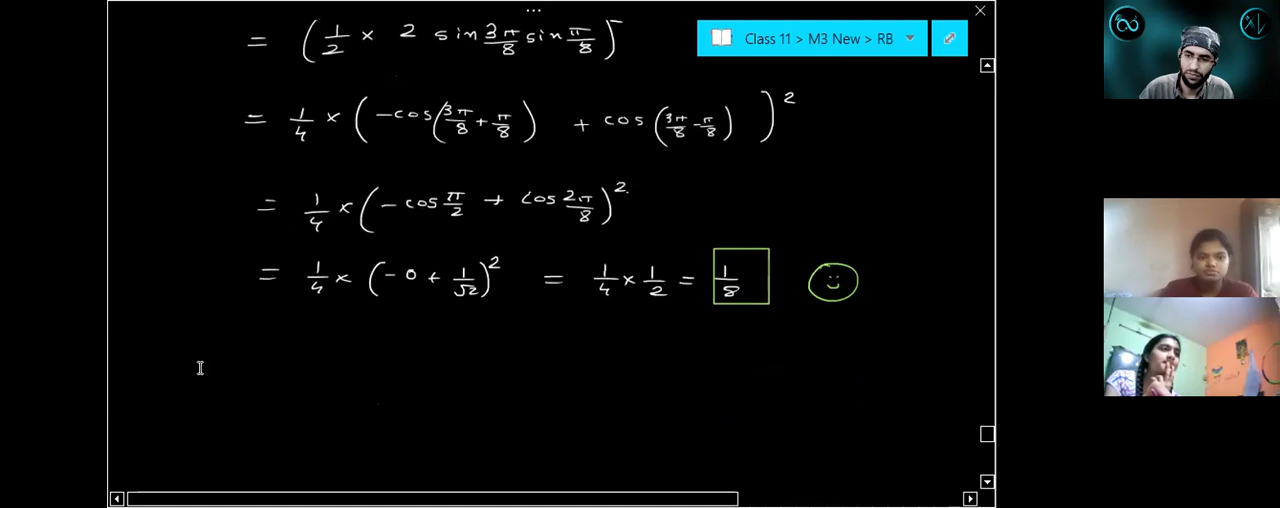 = (1/2 × 2 sin 3π/8 sin π/8)
Class 11 > M3 New > RB
= 1/4 × (-cos(3π/8 + π/8) + cos(3π/8 - π/8))²
= 1/4 × (-cos π/2 + cos 2π/8)²
= 1/4 × (-0 + 1/√2)² = 1/4 × 1/2 = 1/8